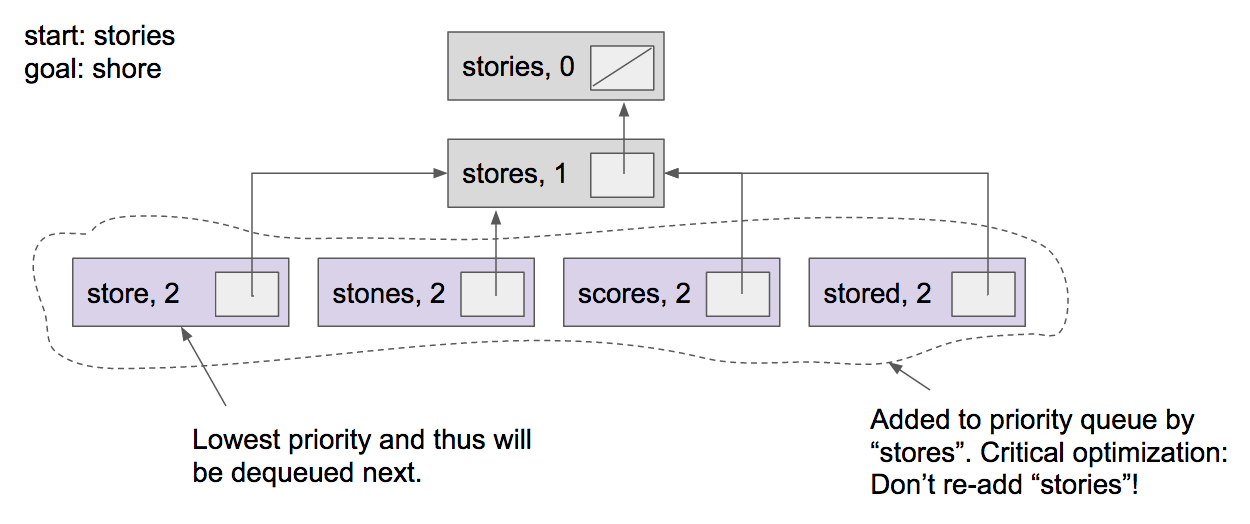 start: stories
goal: shore
stories, 0
stores, 1
store, 2
stones, 2
scores, 2
stored, 2
Lowest priority and thus will
be dequeued next.
Added to priority queue by
“stores”. Critical optimization:
Don’t re-add “stories”!